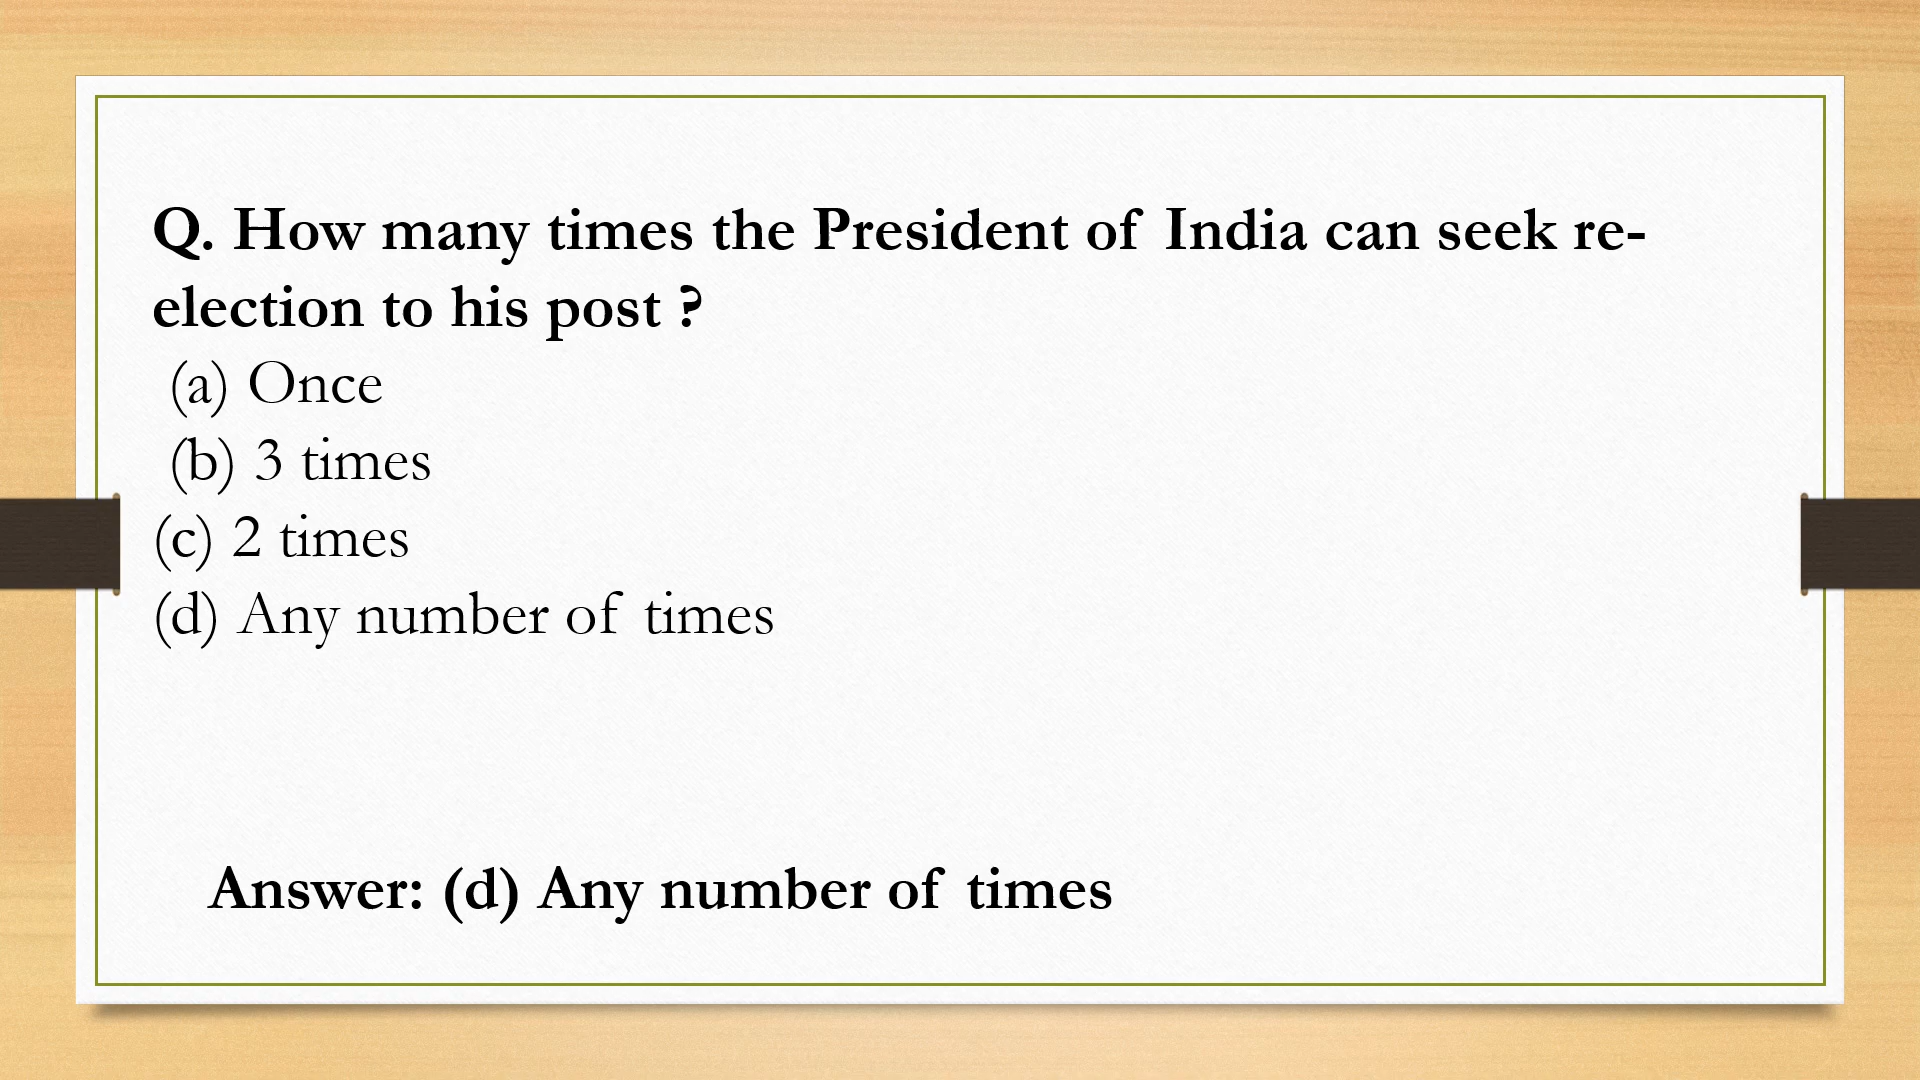 Q. How many times the President of India can seek re-
election to his post ?
(a) Once
(b) 3 times
(c) 2 times
(d) Any number of times
Answer: (d) Any number of times